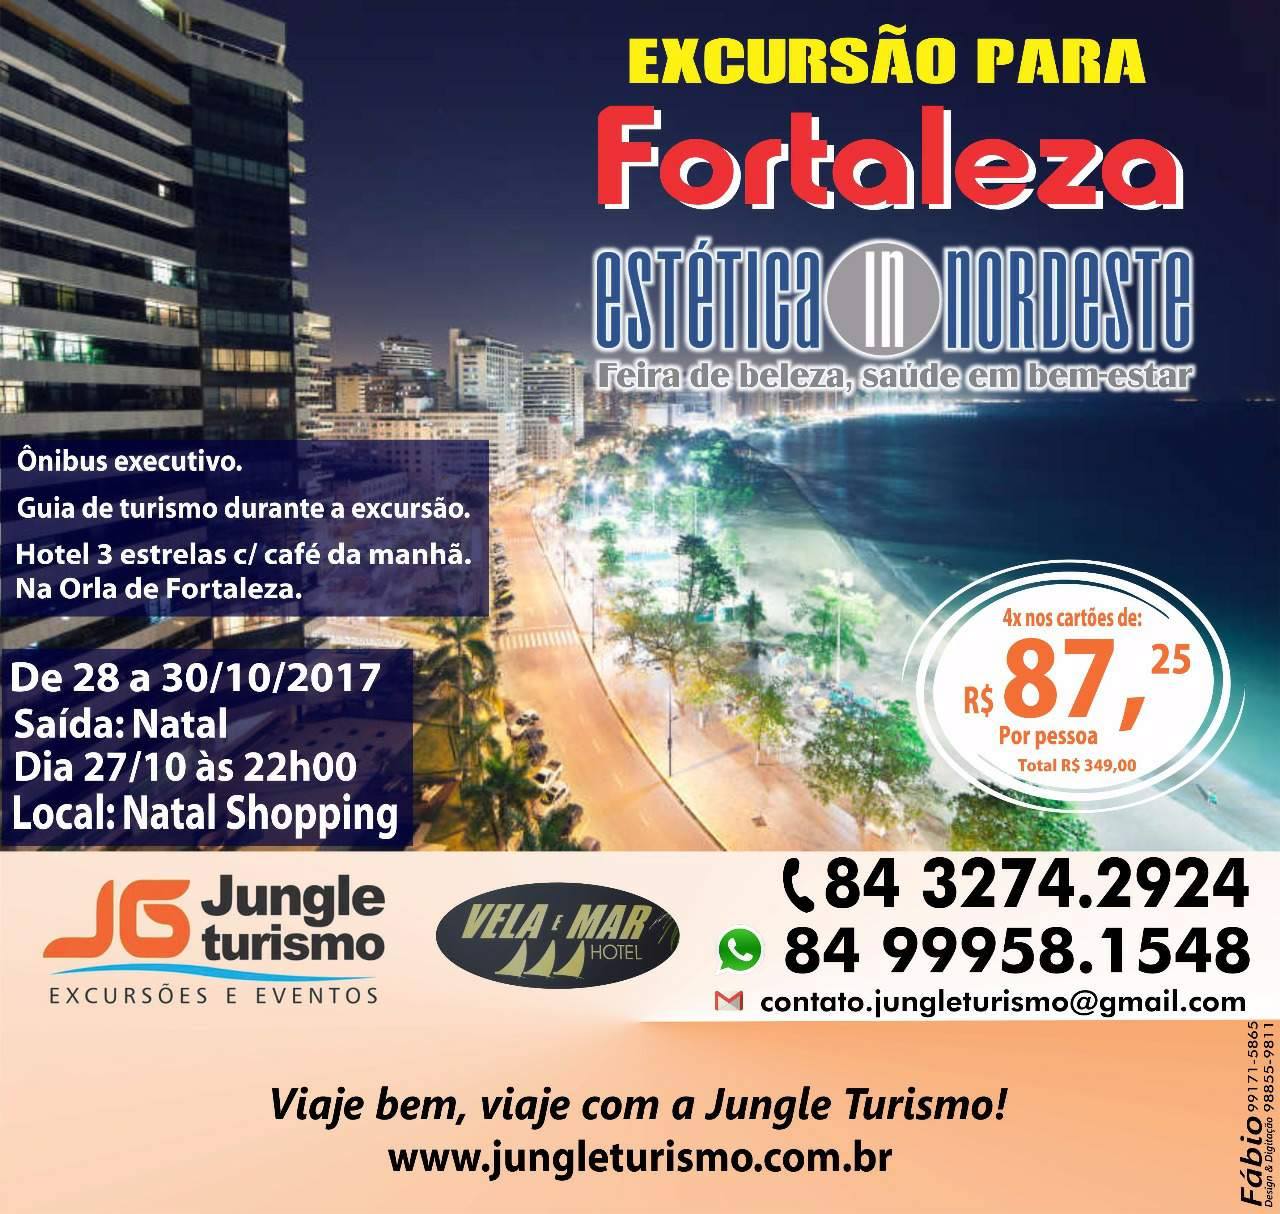 EXCURSÃO PARA
Fortaleza
estética in nordeste
Feira de beleza, saúde em bem-estar
Ônibus executivo.
Guia de turismo durante a excursão.
Hotel 3 estrelas c/ café da manhã.
Na Orla de Fortaleza.
De 28 a 30/10/2017
Saída: Natal
Dia 27/10 às 22h00
Local: Natal Shopping
4x nos cartões de:
R$ 87,25
Por pessoa
Total R$ 349,00
JG Jungle
turismo
EXCURSÕES E EVENTOS
VELA E MAR
HOTEL
84 3274.2924
84 99958.1548
contato.jungleturismo@gmail.com
Viaje bem, viaje com a Jungle Turismo!
www.jungleturismo.com.br
Fábio 99171-5865
Design & Digitação 98855-9811